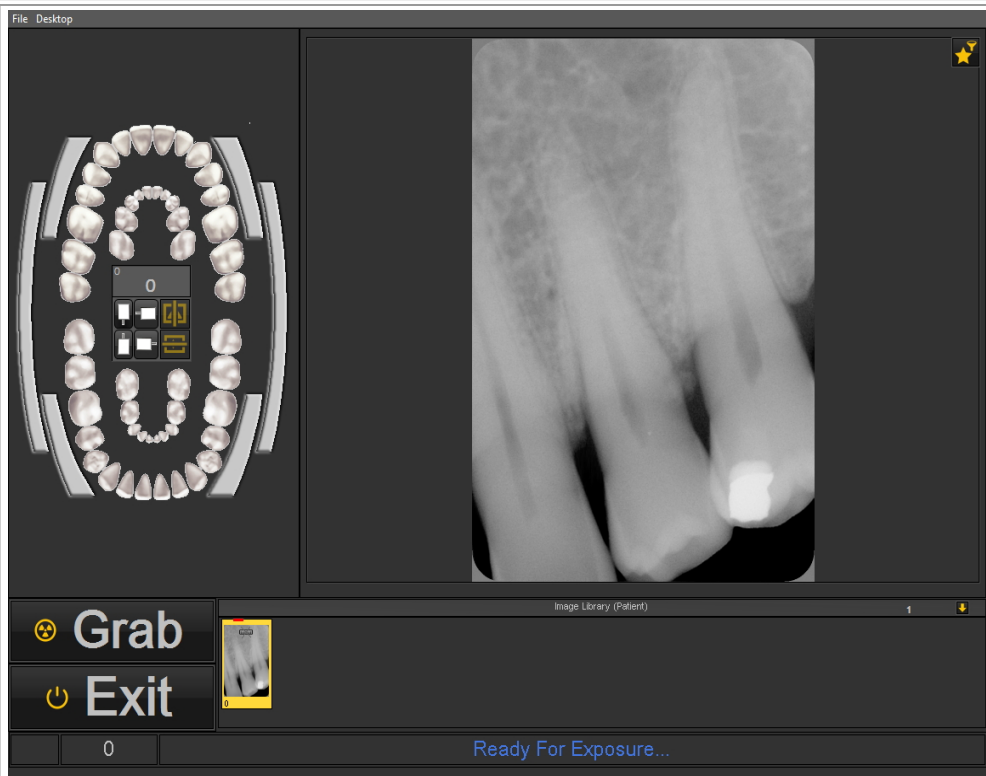 File Desktop
0
0
Image Library (Patient)
1
Grab
0
Exit
0
Ready For Exposure...